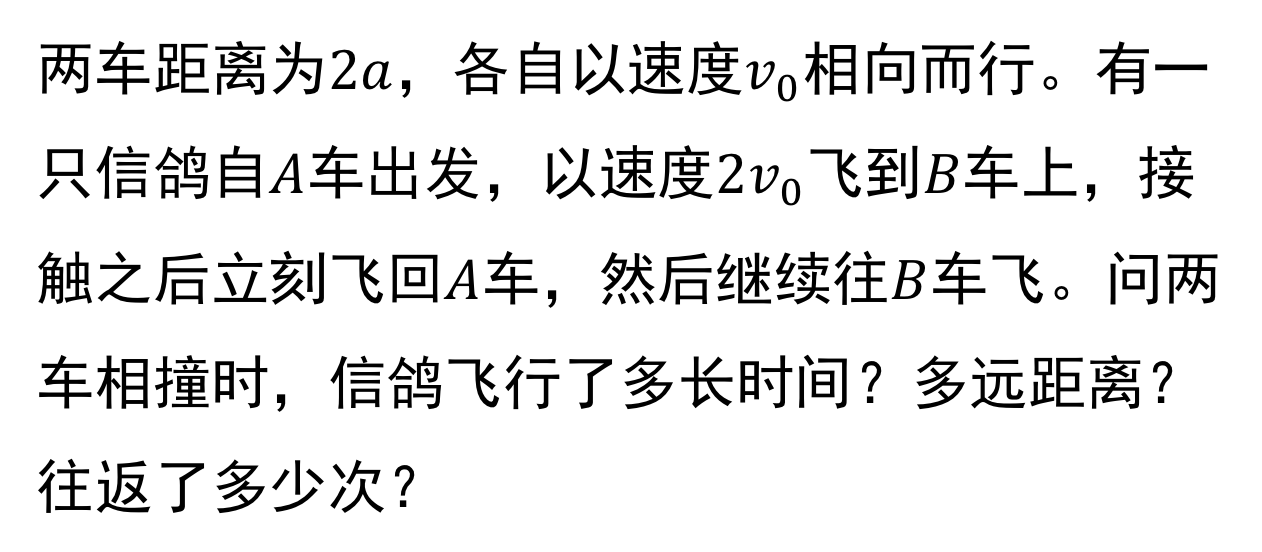 两车距离为2a，各自以速度v₀相向而行。有一
只信鸽自A车出发，以速度2v₀飞到B车上，接
触之后立刻飞回A车，然后继续往B车飞。问两
车相撞时，信鸽飞行了多长时间？多远距离？
往返了多少次？